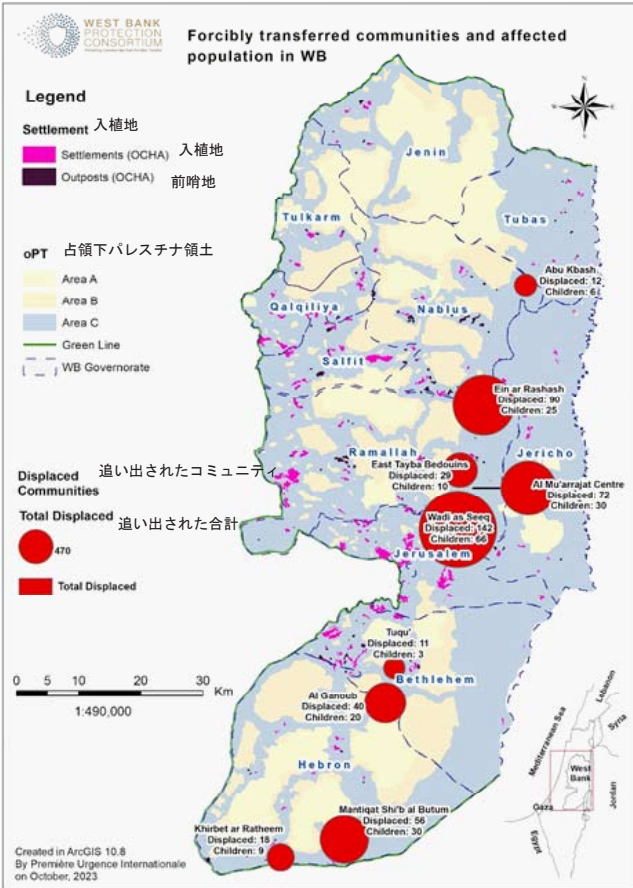 WEST BANK
PROTECTION
CONSORTIUM
Forcibly transferred communities and affected
population in WB
Legend
Settlement 入植地
Settlements (OCHA) 入植地
Outposts (OCHA) 前哨地
oPT 占領下パレスチナ領土
Area A
Area B
Area C
Green Line
WB Governorate
Displaced
Communities 追い出されたコミュニティ
Total Displaced 追い出された合計
470
Total Displaced
0 5 10 20 30
Km
1:490,000
Created in ArcGIS 10.8
By Première Urgence Internationale
on October, 2023
N
Jenin
Tulkarm
Tubas
Abu Kbash
Displaced: 12
Children: 6
Qalqiliya
Nablus
Salfit
Ein ar Rashash
Displaced: 90
Children: 25
Ramallah
Jericho
East Tayba Bedouins
Displaced: 29
Children: 10
Al Mu'arrajat Centre
Displaced: 72
Children: 30
Wadi as Seeq
Displaced: 142
Children: 66
Jerusalem
Tuqu'
Displaced: 11
Children: 3
Bethlehem
Al Ganoub
Displaced: 40
Children: 20
Hebron
Mantiqat Shi'b al Butum
Displaced: 56
Children: 30
Khirbet ar Ratheem
Displaced: 18
Children: 9
Mediterranean Sea
Lebanon
Syria
West
Bank
Gaza
Jordan
Egypt